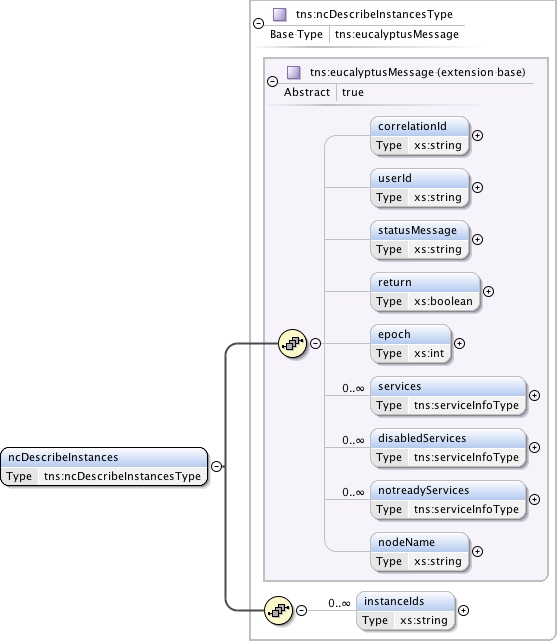 tns:ncDescribeInstancesType
Base Type tns:eucalyptusMessage
tns:eucalyptusMessage (extension base)
Abstract true
correlationId
Type xs:string
userId
Type xs:string
statusMessage
Type xs:string
return
Type xs:boolean
epoch
Type xs:int
0..∞ services
Type tns:serviceInfoType
0..∞ disabledServices
Type tns:serviceInfoType
0..∞ notreadyServices
Type tns:serviceInfoType
nodeName
Type xs:string
ncDescribeInstances
Type tns:ncDescribeInstancesType
0..∞ instanceIds
Type xs:string